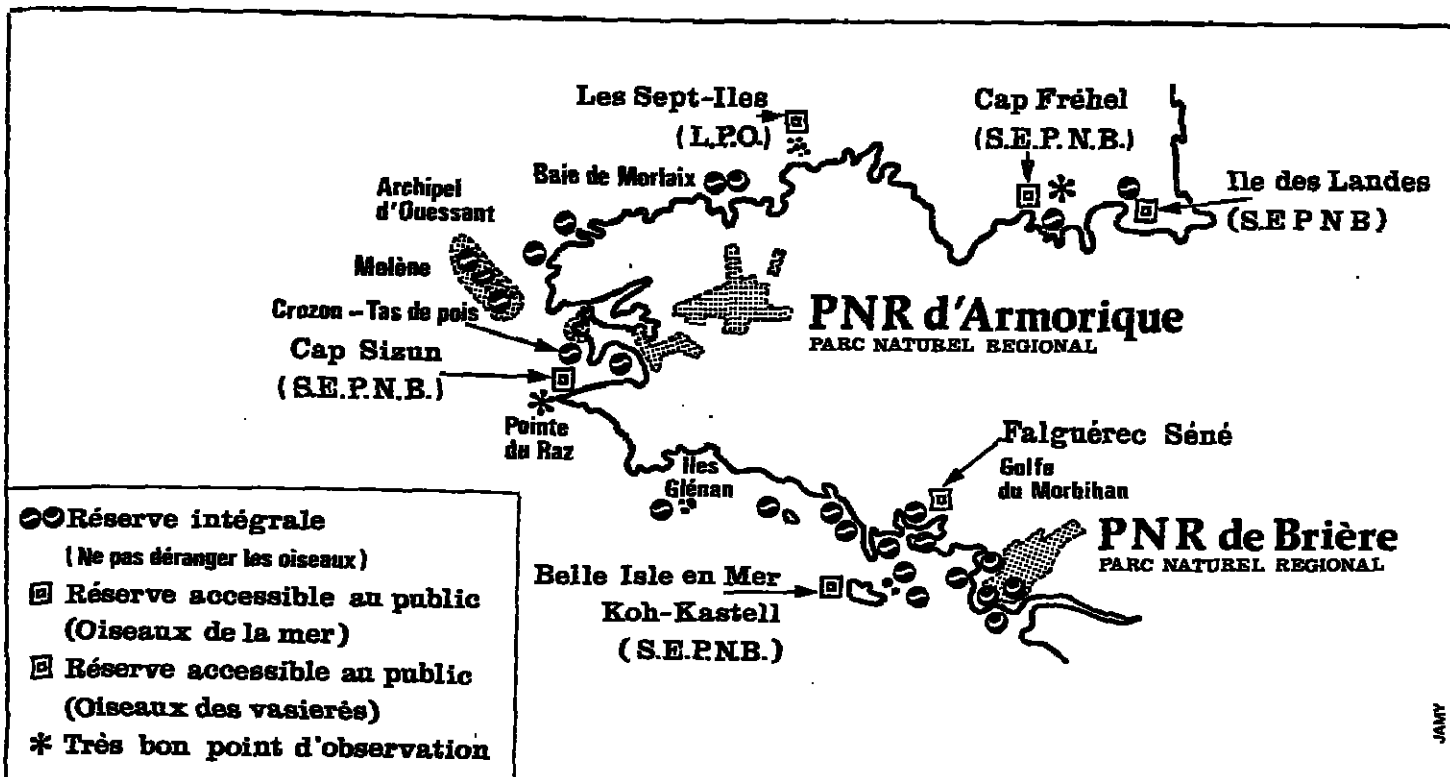 Les Sept-Iles
(L.P.O.)
Cap Fréhel
(S.E.P.N.B.)
Ile des Landes
(S.E P N B)
Baie de Morlaix
Archipel
d'Ouessant
Molène
Crozon – Tas de pois
Cap Sizun
(S.E.P.N.B.)
Pointe
du Raz
PNR d'Armorique
PARC NATUREL REGIONAL
Iles
Glénan
Falguérec Séné
Golfe
du Morbihan
PNR de Brière
PARC NATUREL REGIONAL
Belle Isle en Mer
Koh-Kastell
(S.E.P.N.B.)
Réserve intégrale
(Ne pas déranger les oiseaux)
Réserve accessible au public
(Oiseaux de la mer)
Réserve accessible au public
(Oiseaux des vasierès)
* Très bon point d'observation
JAMY